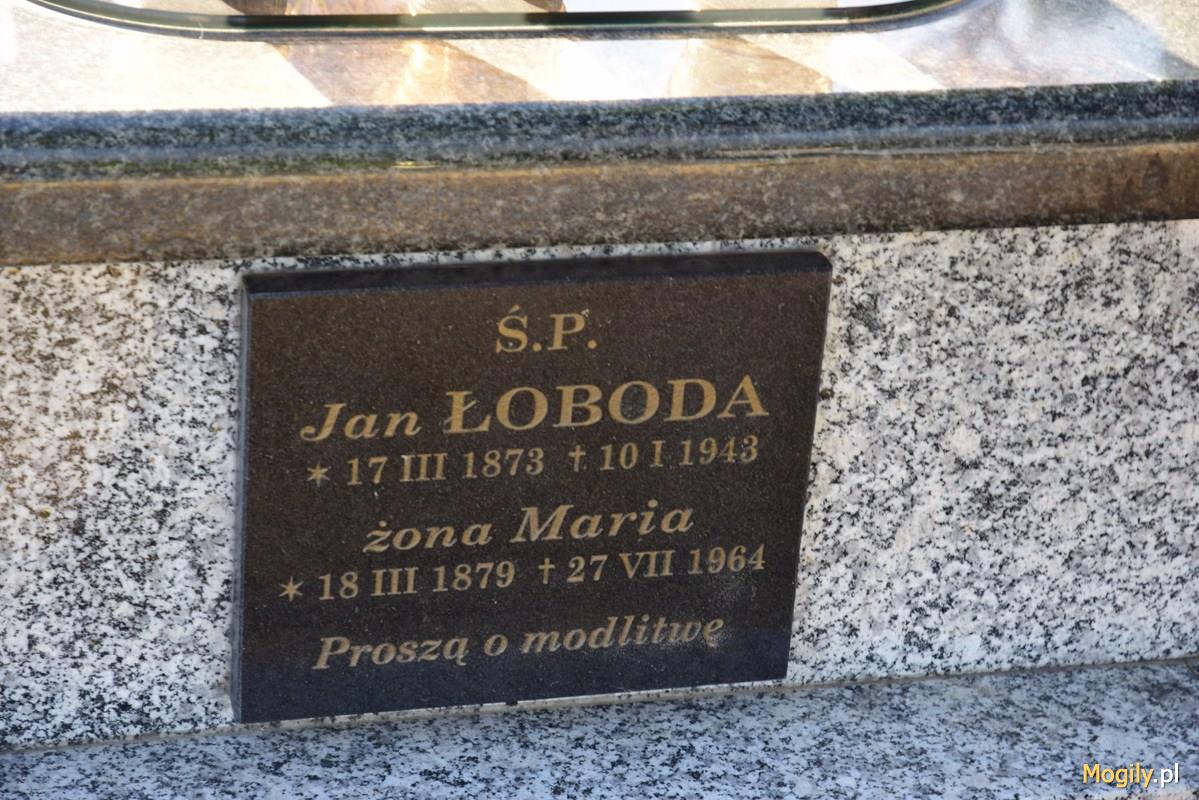 Ś.P.
Jan ŁOBODA
✶ 17 III 1873 † 10 I 1943
żona Maria
✶ 18 III 1879 † 27 VII 1964
Proszą o modlitwę
Mogily.pl